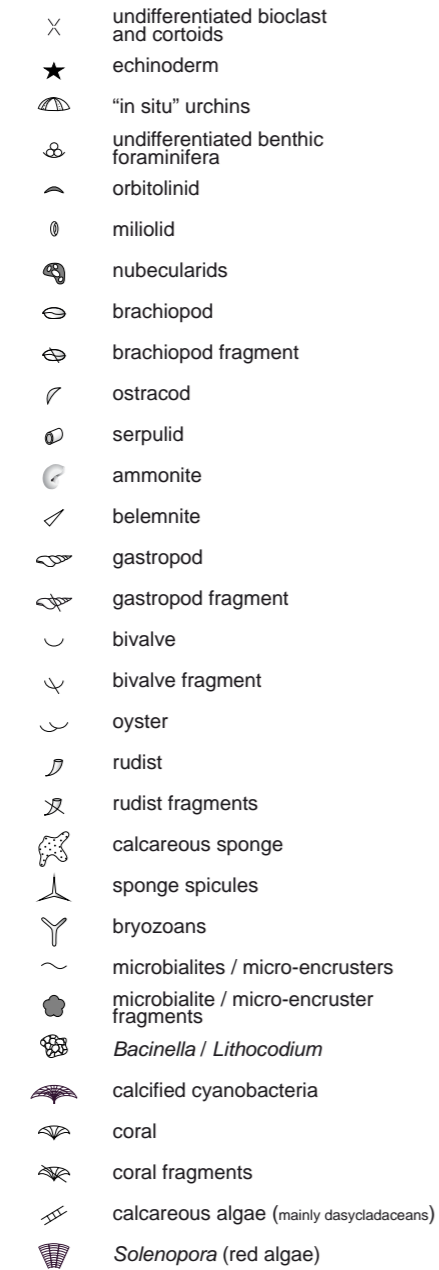 undifferentiated bioclast
and cortoids
echinoderm
“in situ” urchins
undifferentiated benthic
foraminifera
orbitolinid
miliolid
nubecularids
brachiopod
brachiopod fragment
ostracod
serpulid
ammonite
belemnite
gastropod
gastropod fragment
bivalve
bivalve fragment
oyster
rudist
rudist fragments
calcareous sponge
sponge spicules
bryozoans
microbialites / micro-encrusters
microbialite / micro-encruster
fragments
Bacinella / Lithocodium
calcified cyanobacteria
coral
coral fragments
calcareous algae (mainly dasycladaceans)
Solenopora (red algae)